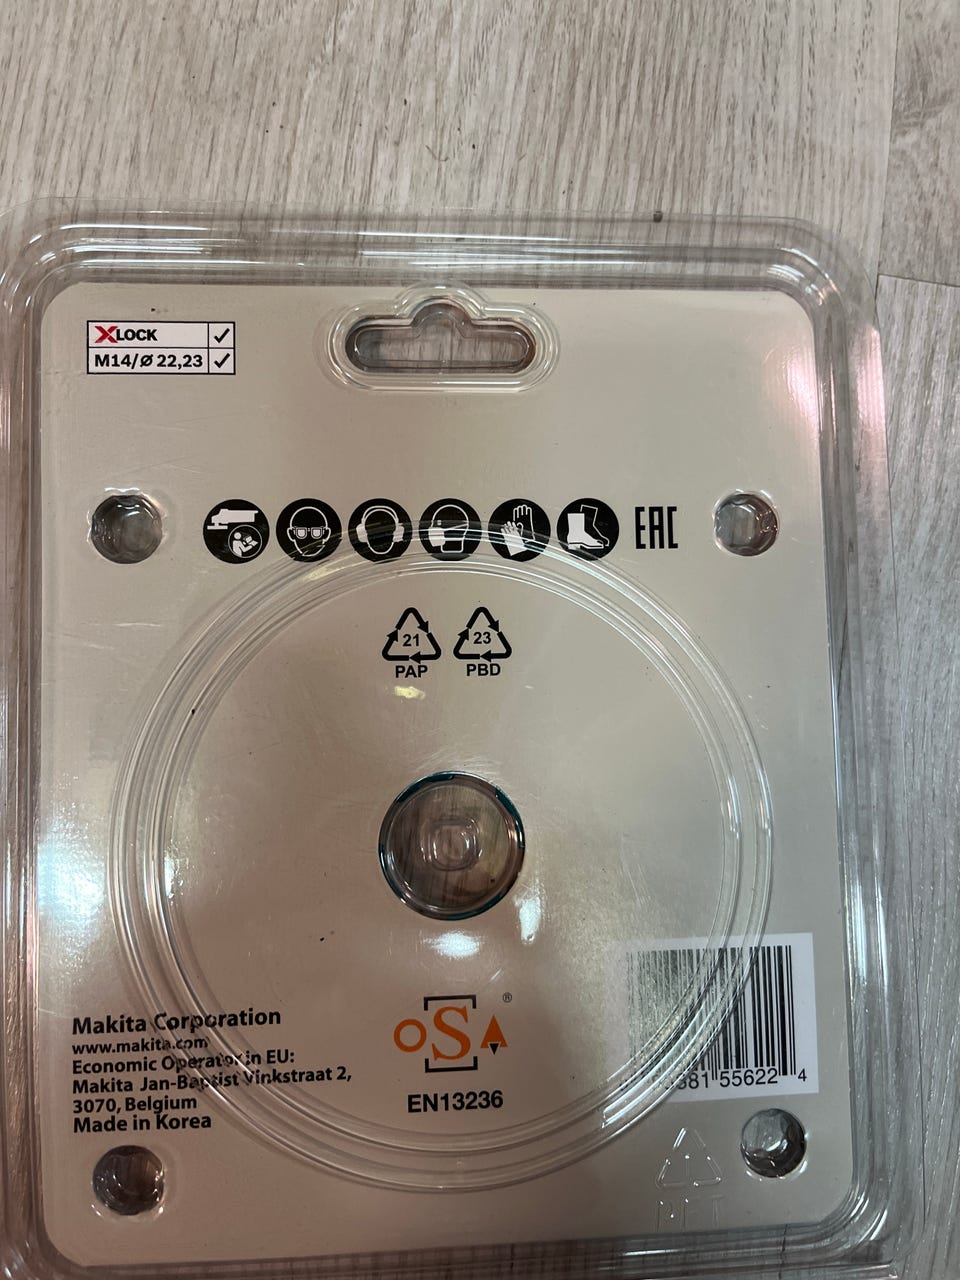 XLOCK ✓
M14/Ø 22,23 ✓
EAC
21
PAP
23
PBD
Makita Corporation
www.makita.com
Economic Operator in EU:
Makita Jan-Baptist Vinkstraat 2,
3070, Belgium
Made in Korea
oSA®
EN13236
381 55622 4